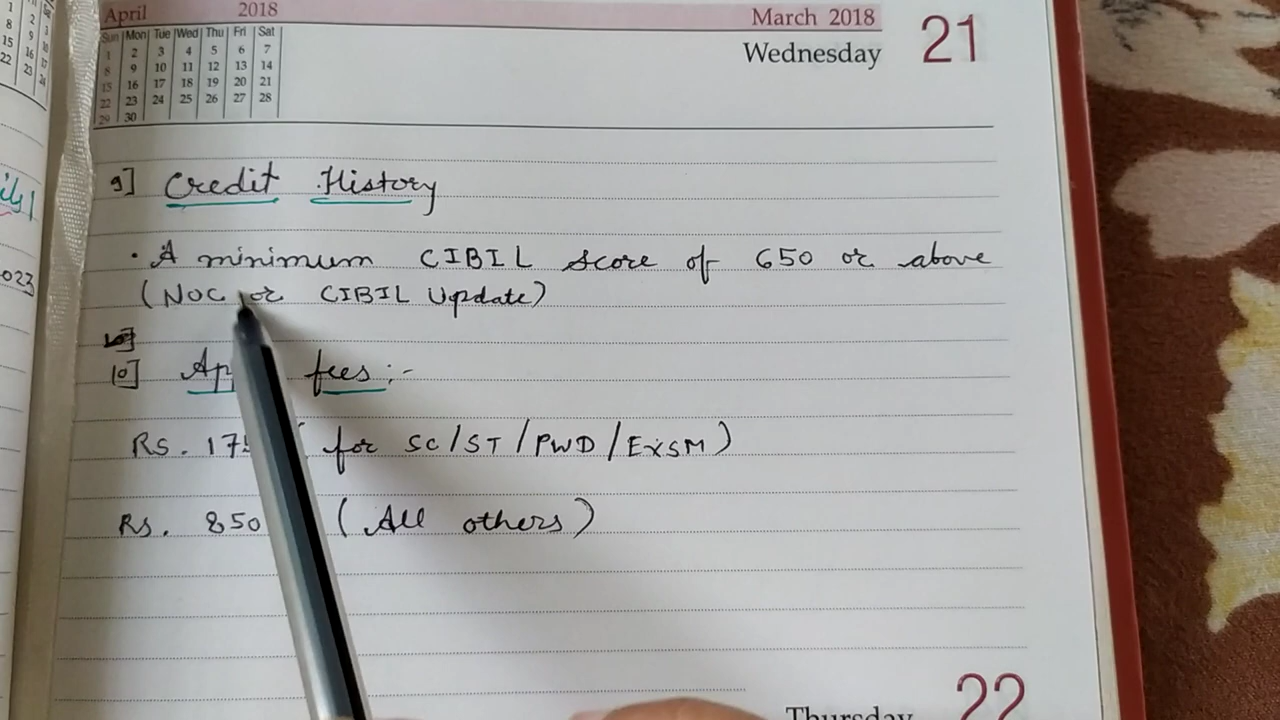 April 2018
March 2018
Wednesday 21
Sun Mon Tue Wed Thu Fri Sat
1 2 3 4 5 6 7
8 9 10 11 12 13 14
15 16 17 18 19 20 21
22 23 24 25 26 27 28
29 30
9] Credit History
· A minimum CIBIL score of 650 or above
(NOC or CIBIL Update)
10] fees :-
RS. for SC/ST/PWD/EXSM)
Rs. 850 (All others)
Thursday 22